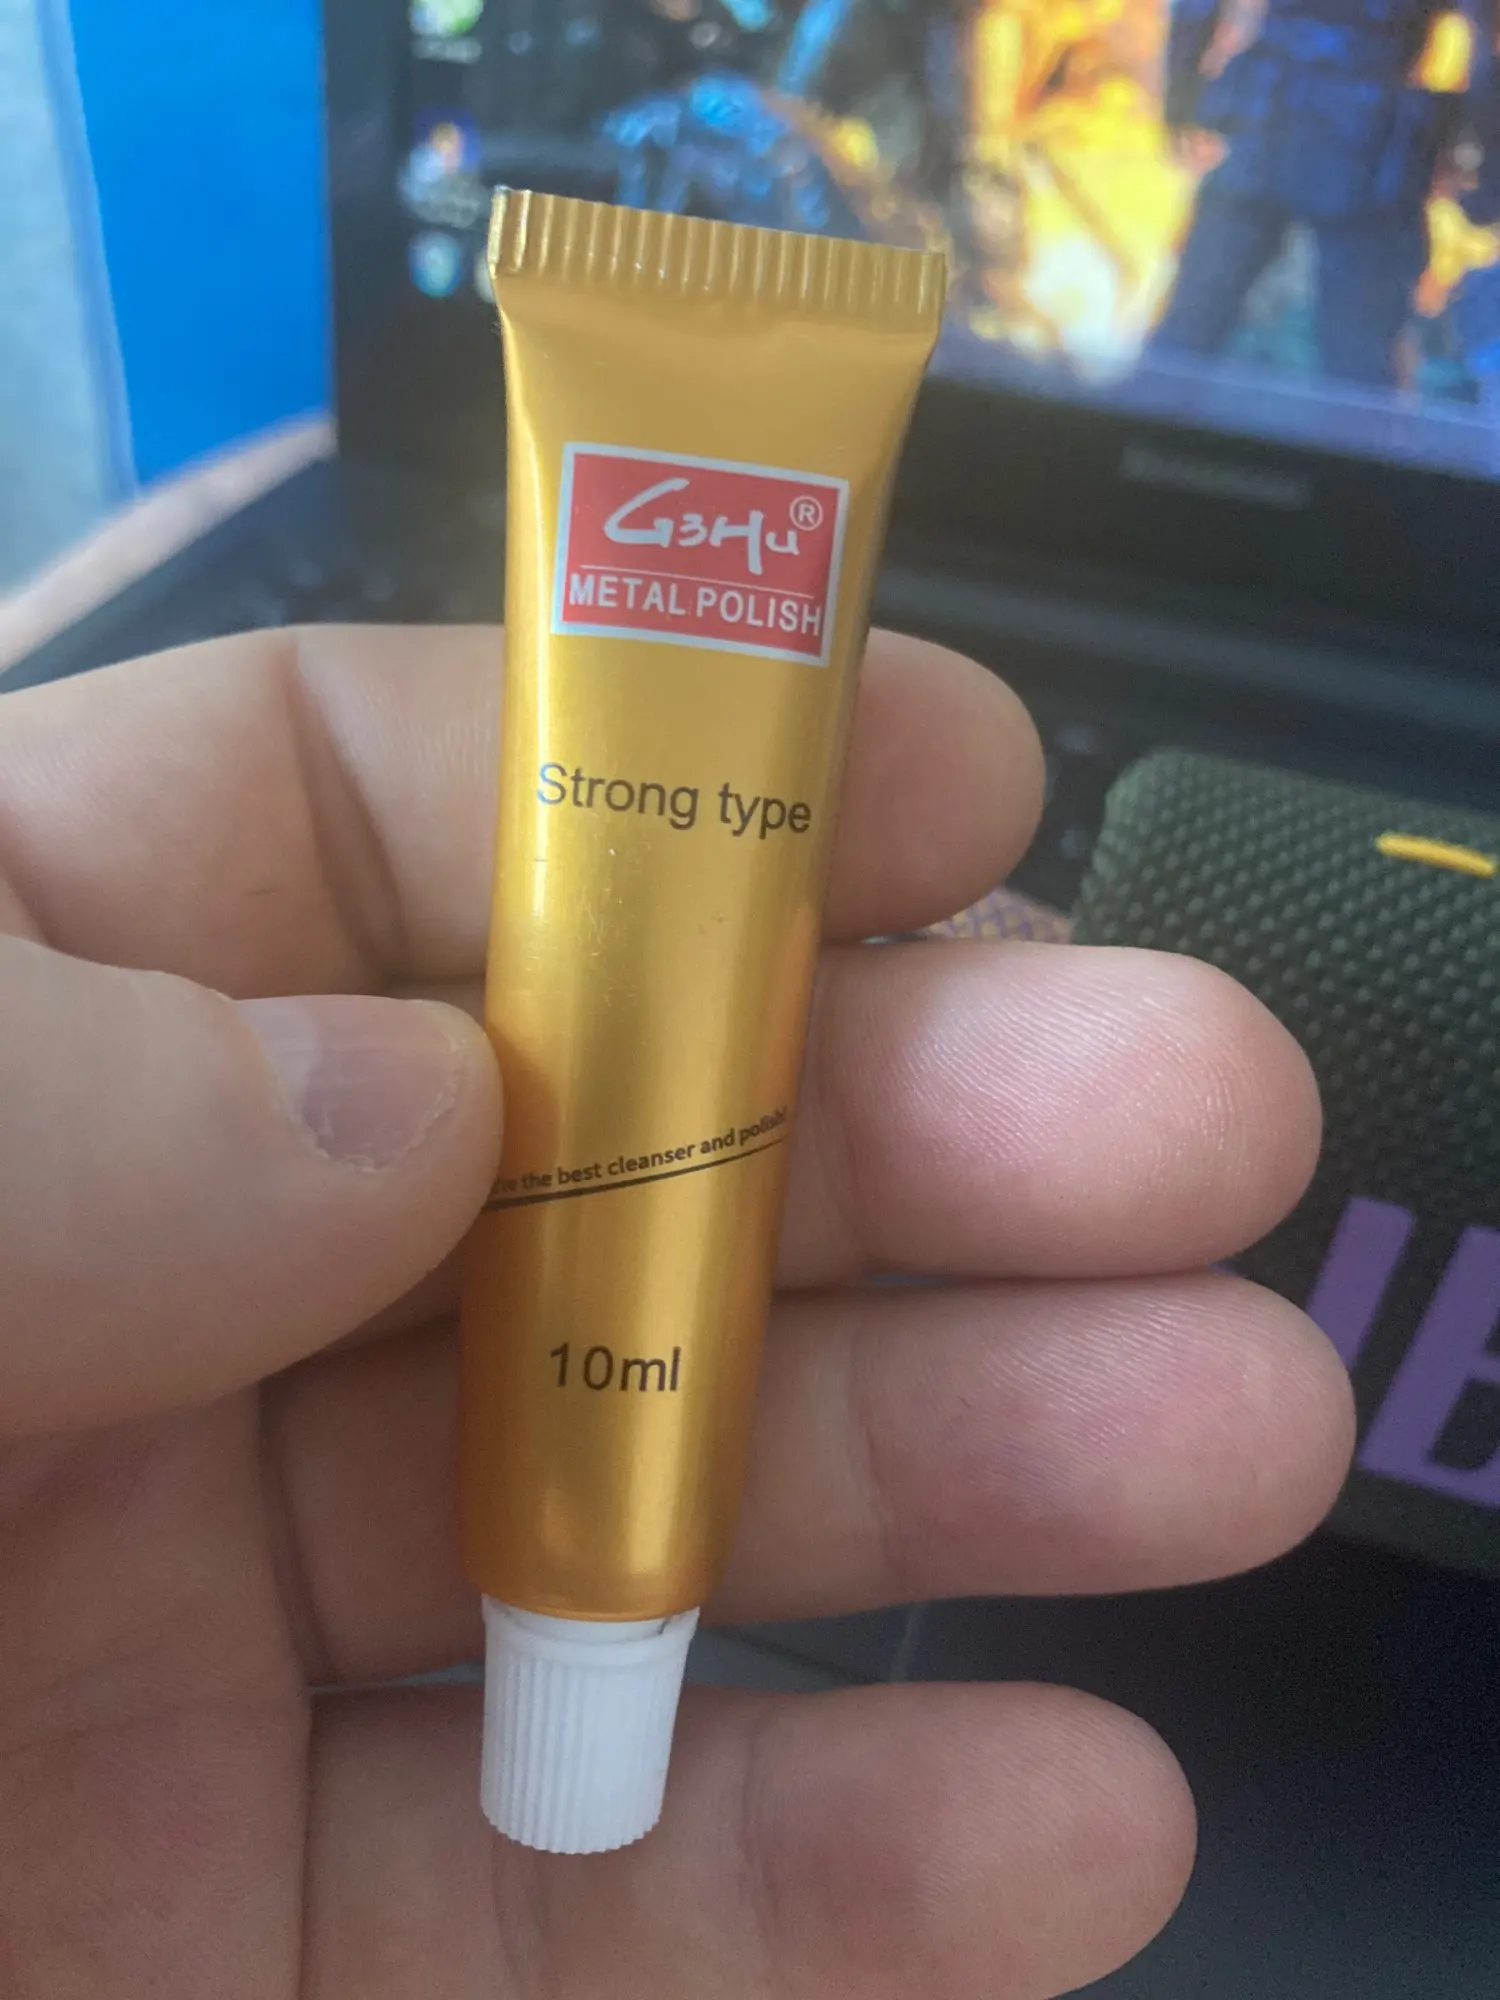 G3Hu®
METAL POLISH
Strong type
the best cleanser and polish!
10ml